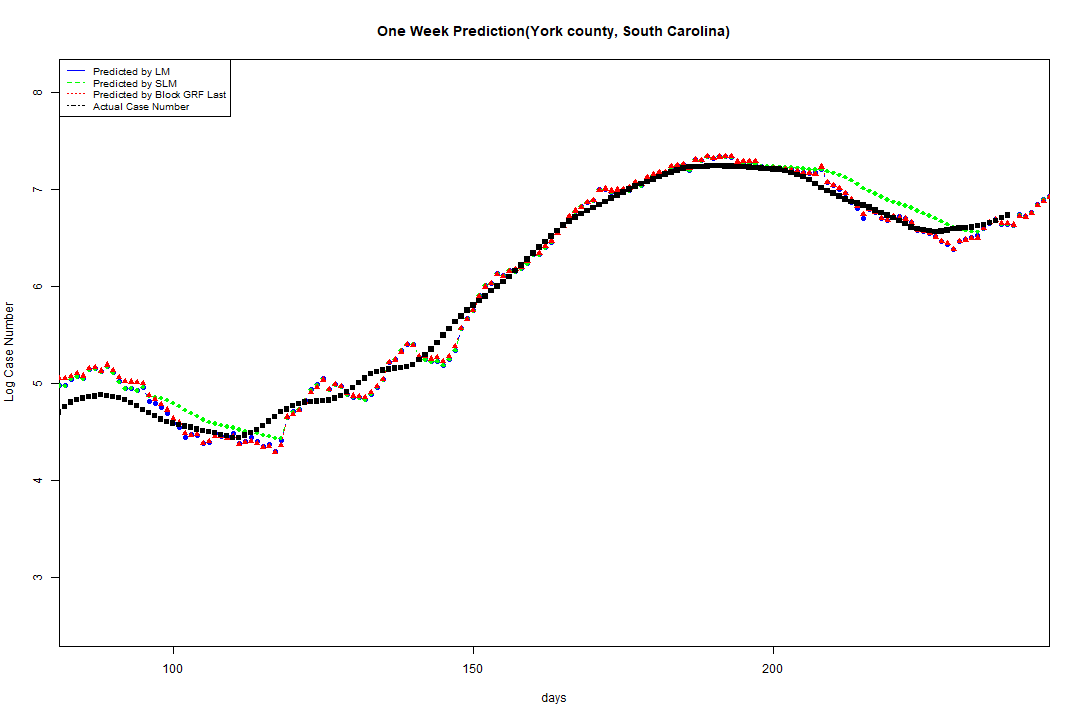 One Week Prediction(York county, South Carolina)
Predicted by LM
Predicted by SLM
Predicted by Block GRF Last
Actual Case Number
8
7
6
5
4
3
Log Case Number
100 150 200
days